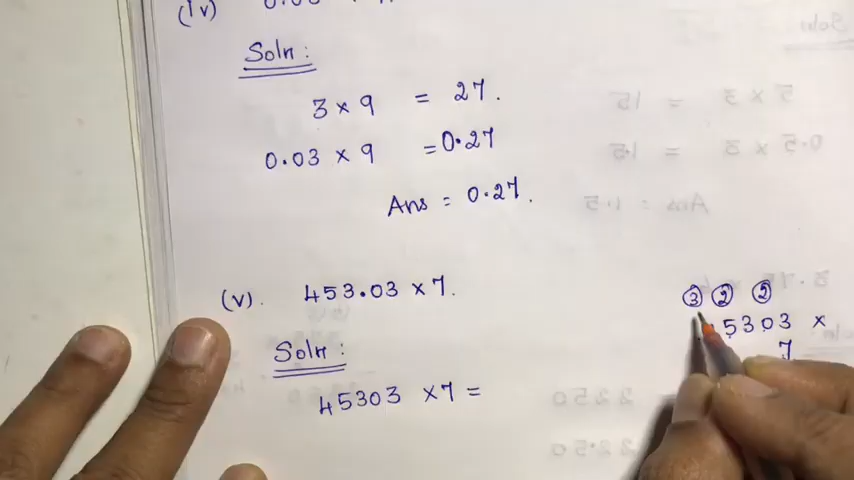 (iv)
Soln:
3 × 9 = 27.
0.03 × 9 = 0.27
Ans = 0.27.
(v). 453.03 × 7.
Soln:
45303 × 7 =
3 2 2
5303 ×
7